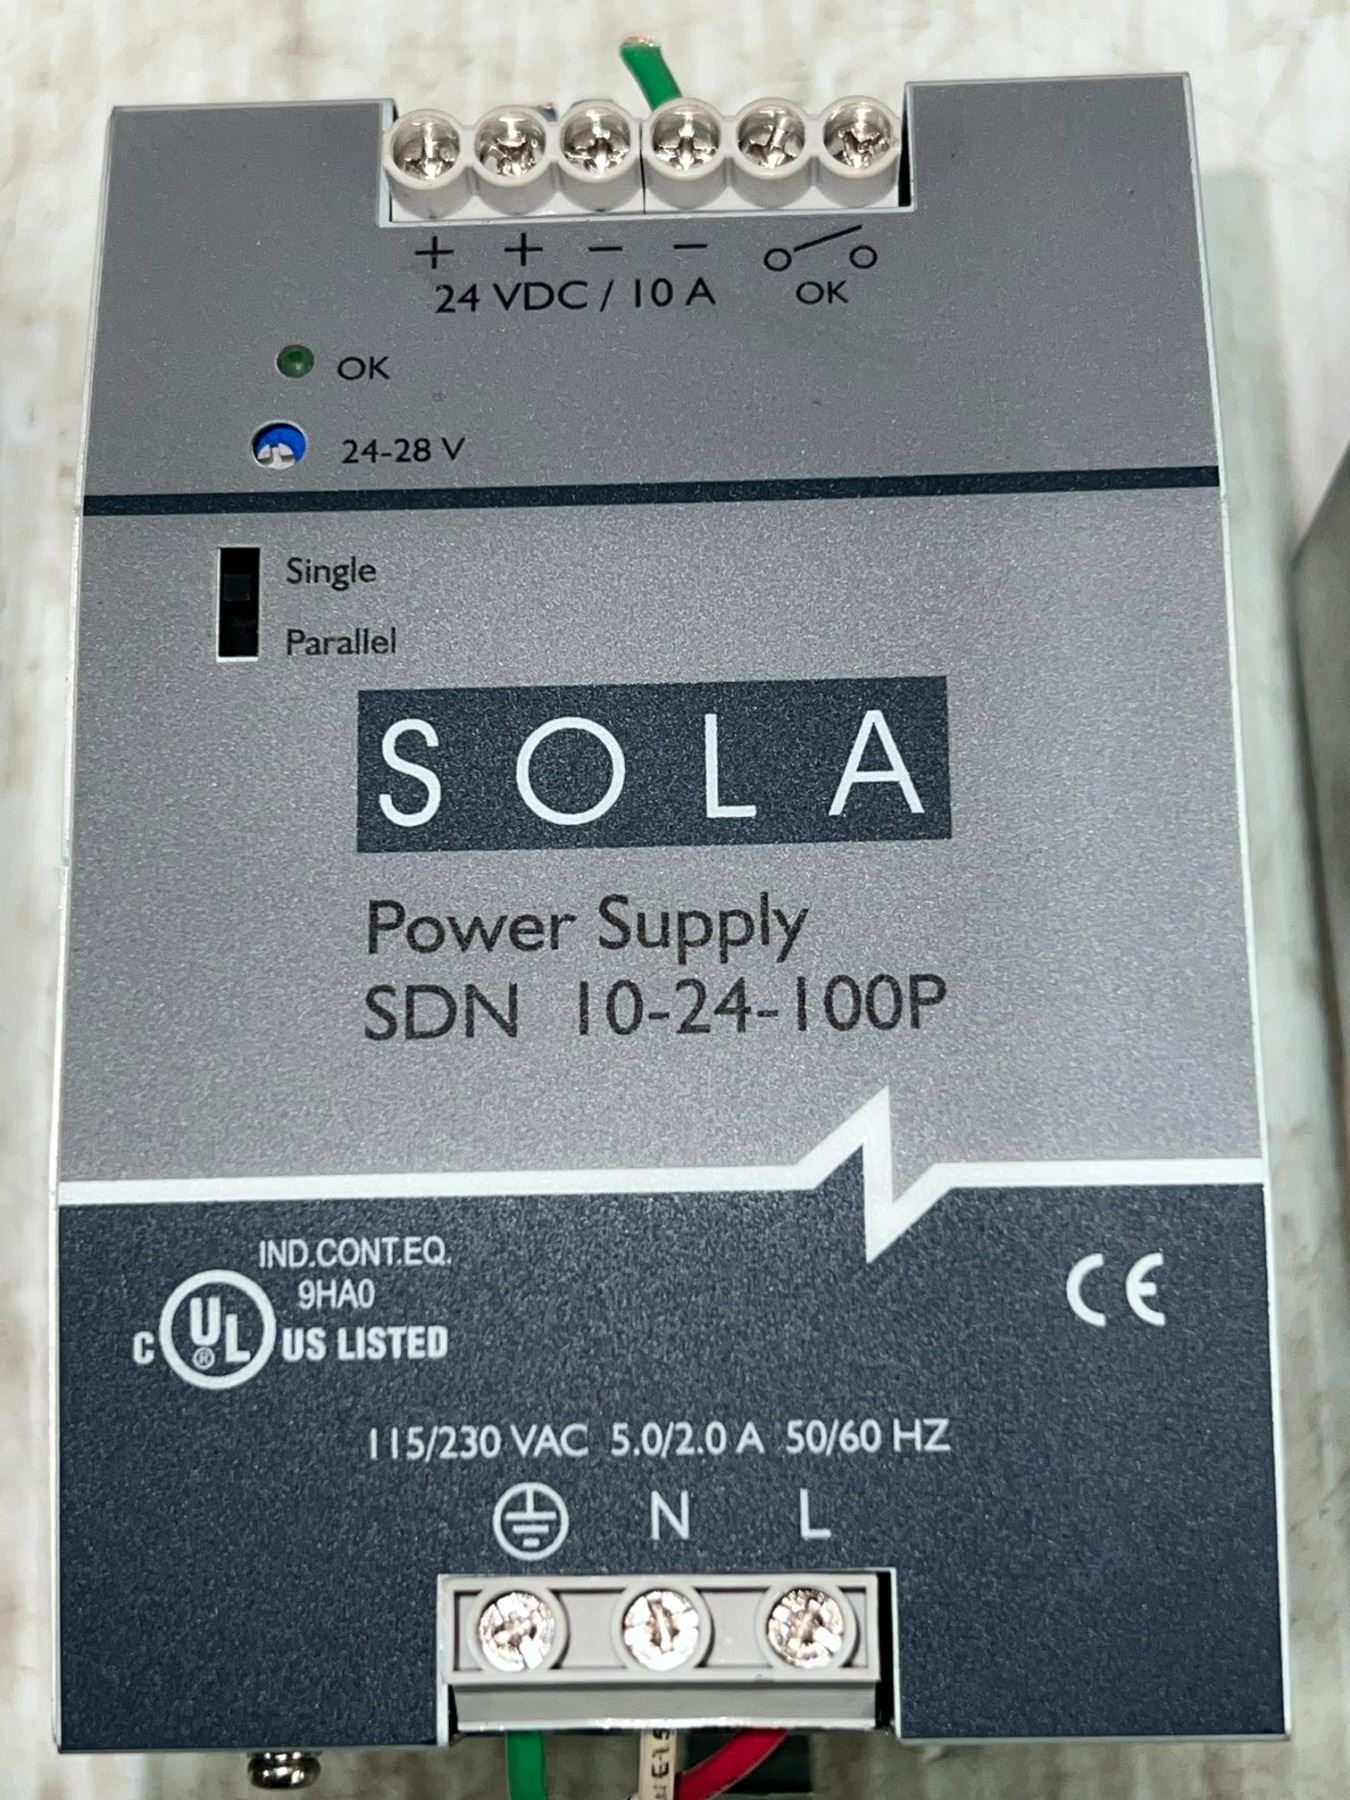 + + − −
24 VDC / 10 A
OK
OK
24-28 V
Single
Parallel
SOLA
Power Supply
SDN 10-24-100P
IND.CONT.EQ.
9HA0
C UL® US LISTED
CE
115/230 VAC 5.0/2.0 A 50/60 HZ
N L